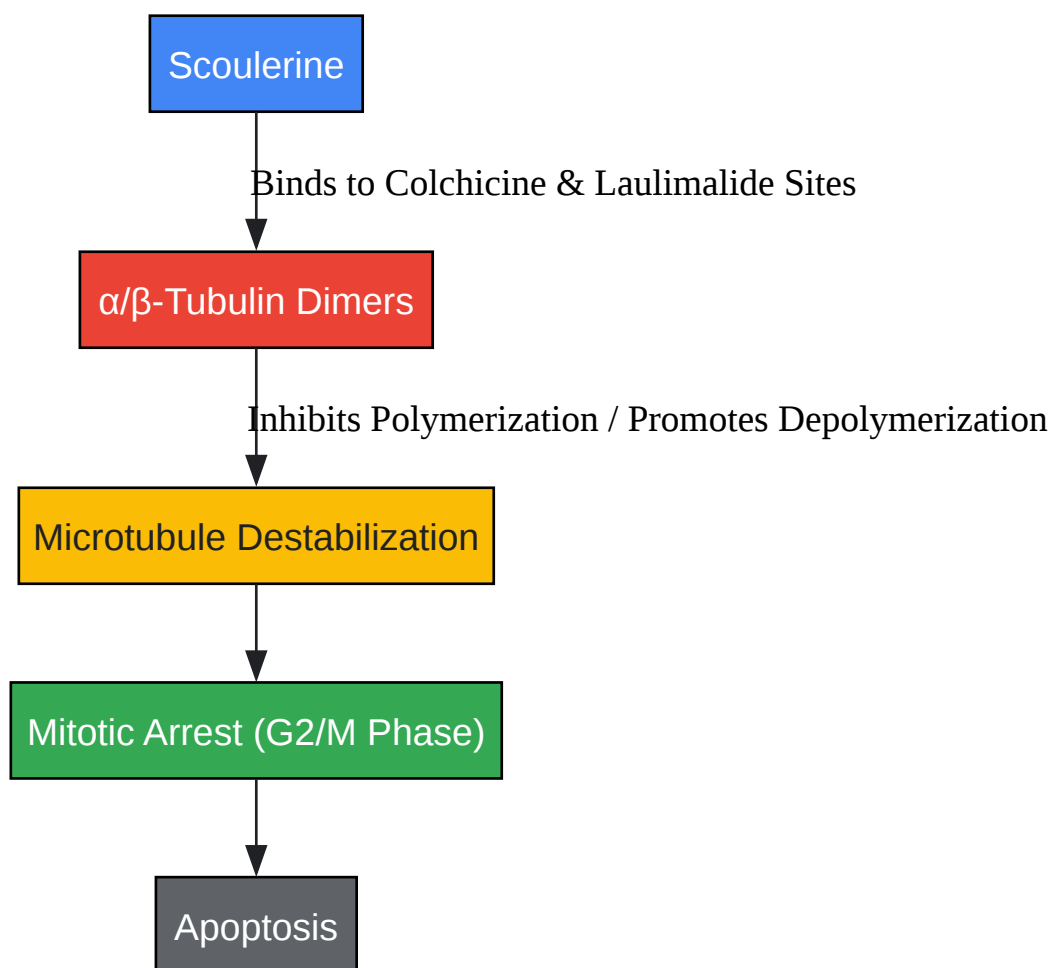 Scoulerine
Binds to Colchicine & Laulimalide Sites
α/β-Tubulin Dimers
Inhibits Polymerization / Promotes Depolymerization
Microtubule Destabilization
Mitotic Arrest (G2/M Phase)
Apoptosis